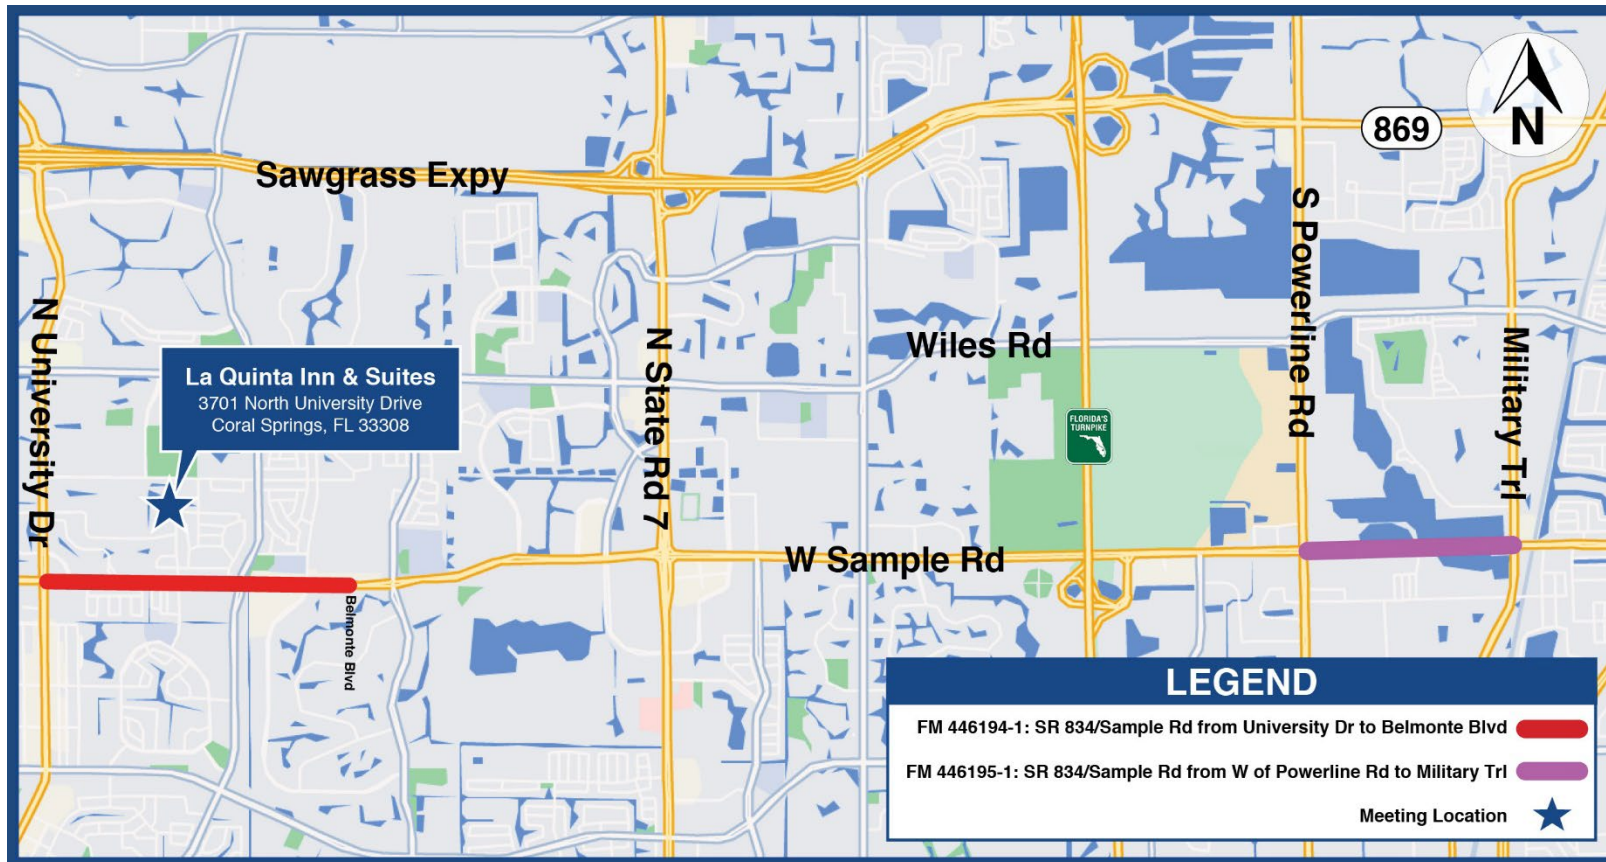 869
N
Sawgrass Expy
S Powerline Rd
N University Dr
N State Rd 7
Wiles Rd
Military Trl
La Quinta Inn & Suites
3701 North University Drive
Coral Springs, FL 33308
FLORIDA'S
TURNPIKE
W Sample Rd
Belmonte Blvd
LEGEND
FM 446194-1: SR 834/Sample Rd from University Dr to Belmonte Blvd
FM 446195-1: SR 834/Sample Rd from W of Powerline Rd to Military Trl
Meeting Location